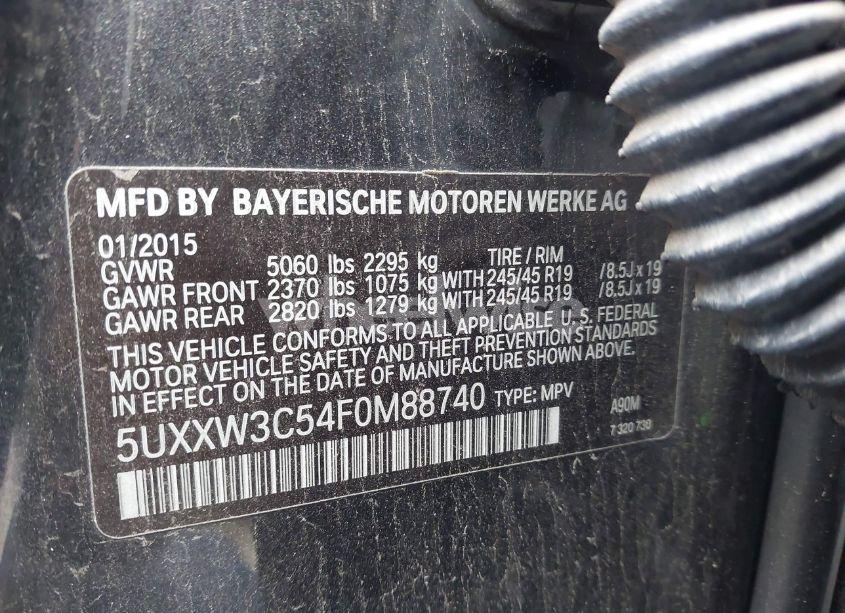 MFD BY BAYERISCHE MOTOREN WERKE AG
01/2015 TIRE / RIM
GVWR 5060 lbs 2295 kg
GAWR FRONT 2370 lbs 1075 kg WITH 245/45 R19 /8.5J x 19
GAWR REAR 2820 lbs 1279 kg WITH 245/45 R19 /8.5J x 19
THIS VEHICLE CONFORMS TO ALL APPLICABLE U.S. FEDERAL
MOTOR VEHICLE SAFETY AND THEFT PREVENTION STANDARDS
IN EFFECT ON THE DATE OF MANUFACTURE SHOWN ABOVE.
5UXXW3C54F0M88740 TYPE: MPV A90M
7 320 730